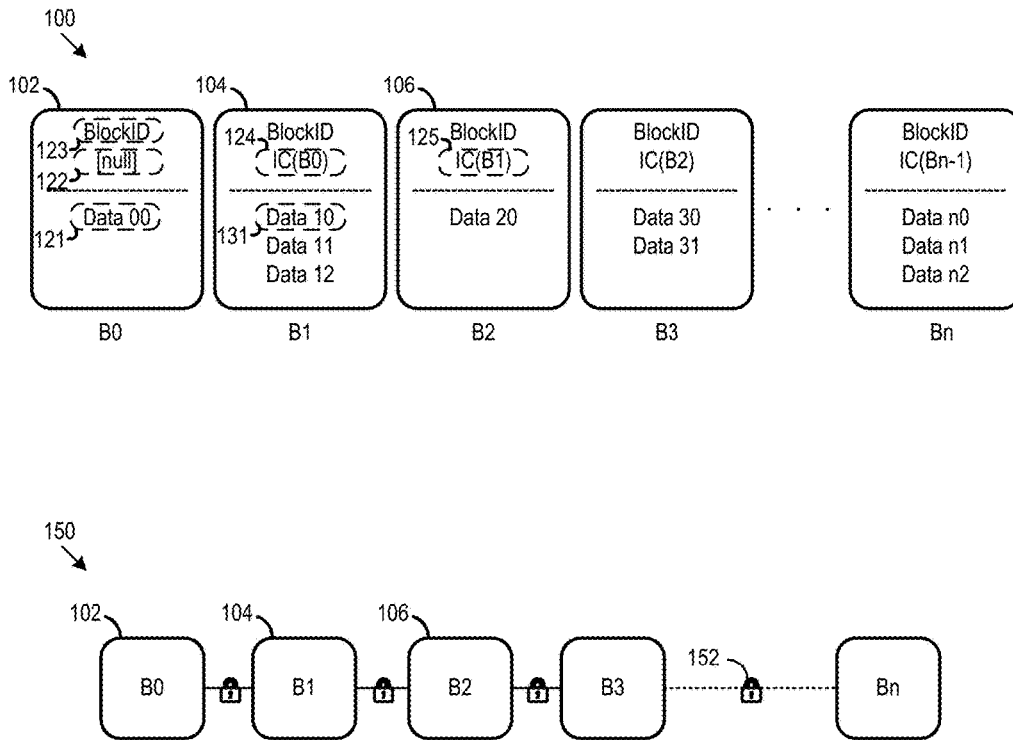 100
102 104 106
BlockID BlockID BlockID BlockID BlockID
123 124 125
[null] IC(B0) IC(B1) IC(B2) IC(Bn-1)
122
Data 00 Data 10 Data 20 Data 30 . . . Data n0
121 131
Data 11 Data 31 Data n1
Data 12 Data n2
B0 B1 B2 B3 Bn
150
102 104 106
152
B0 B1 B2 B3 Bn